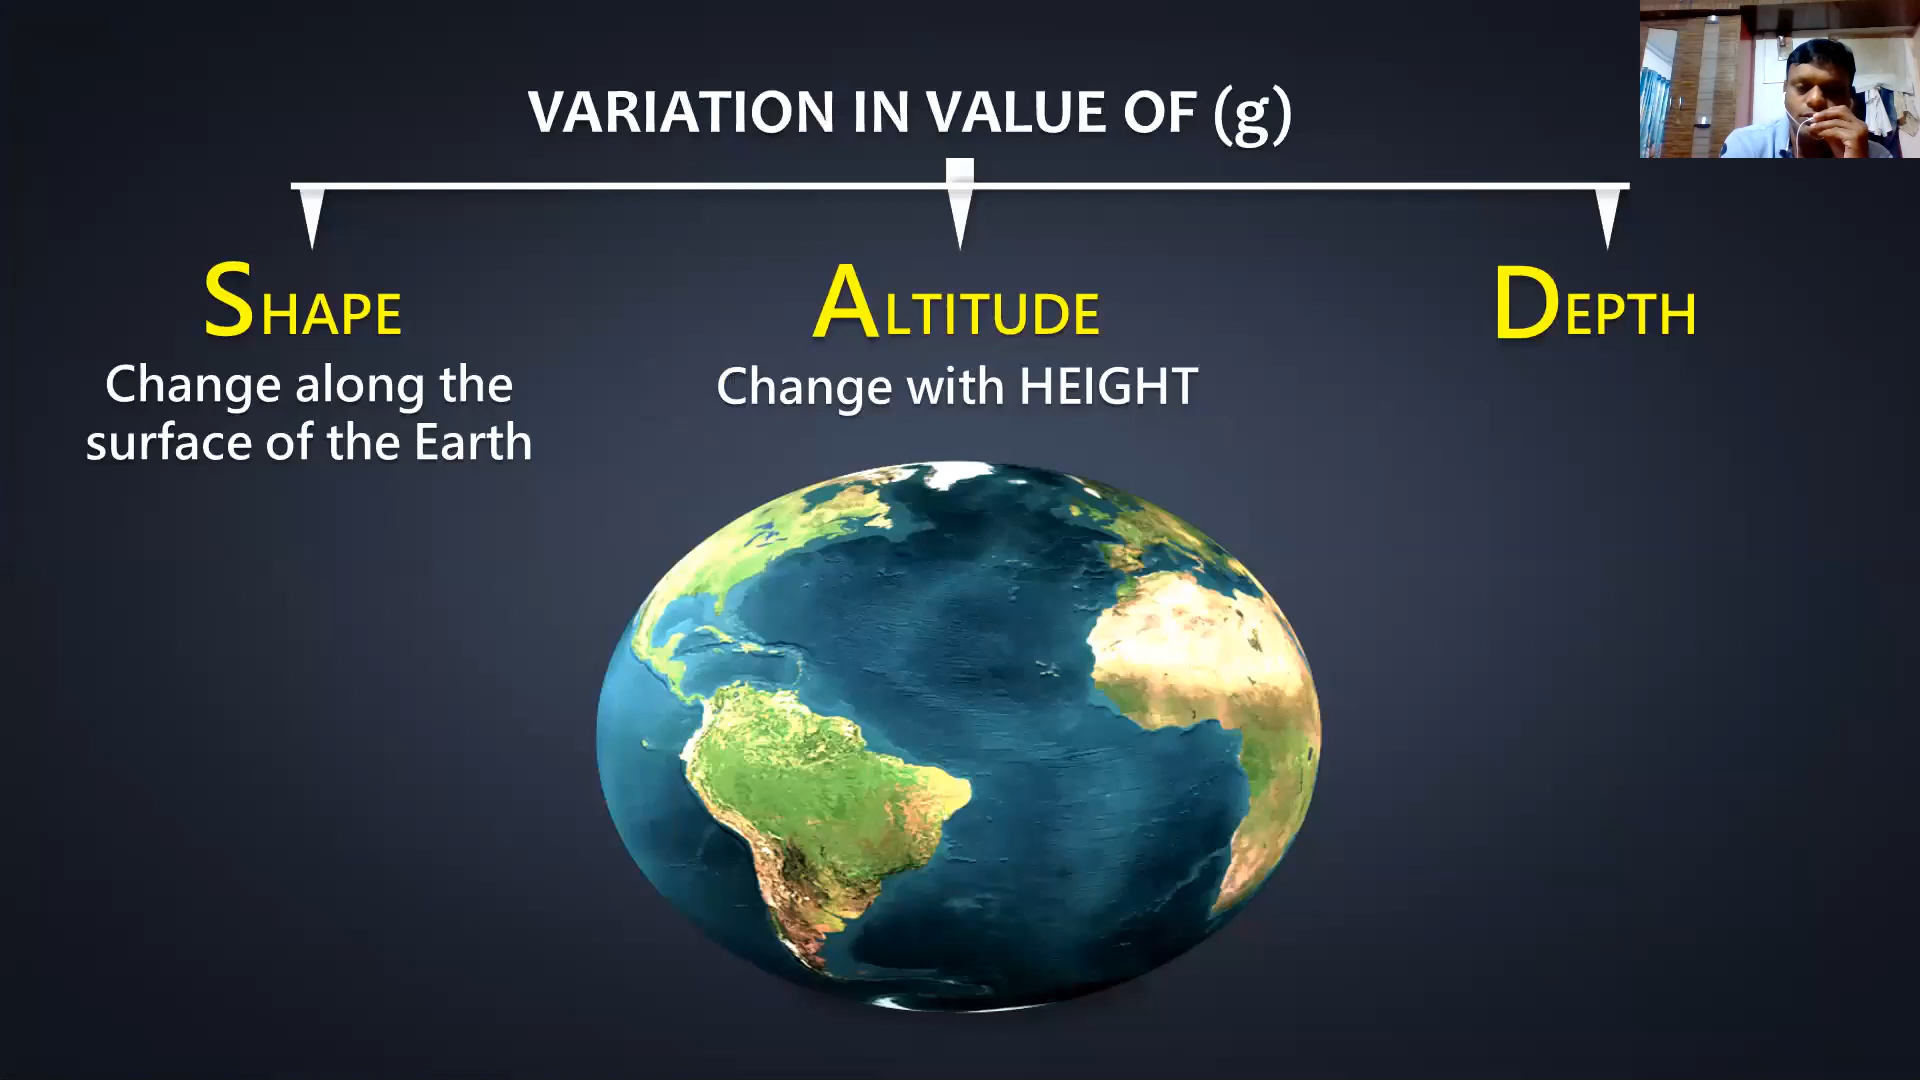 VARIATION IN VALUE OF (g)
SHAPE
Change along the
surface of the Earth
ALTITUDE
Change with HEIGHT
DEPTH